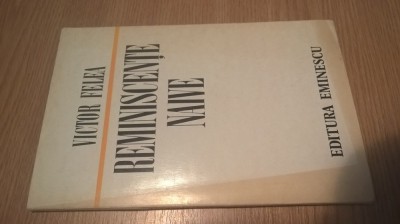 VICTOR FELEA
REMINISCENȚE
NAIVE
EDITURA EMINESCU